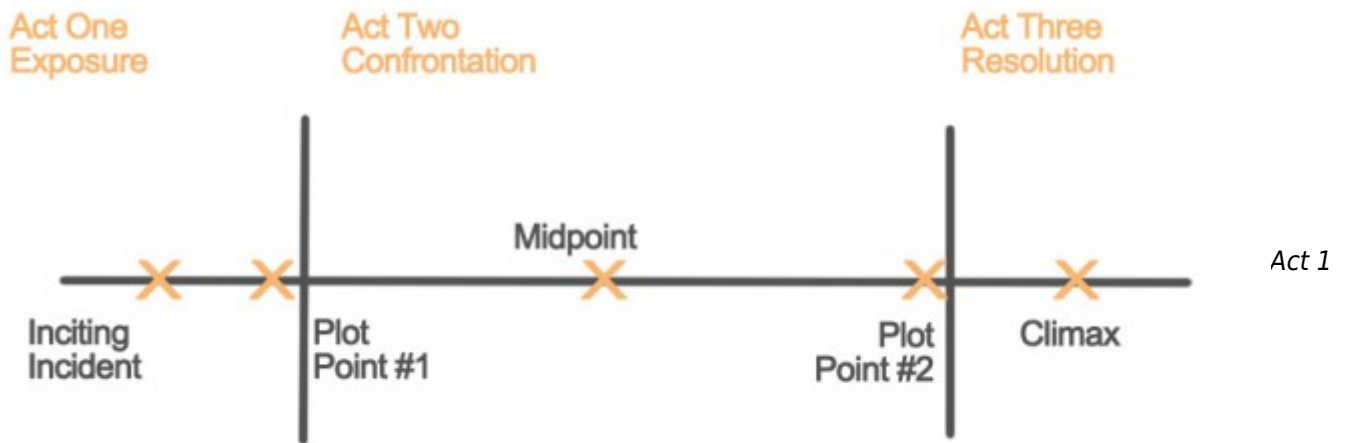 Act One
Exposure
Act Two
Confrontation
Act Three
Resolution
Midpoint
Act 1
Inciting
Incident
Plot
Point #1
Plot
Point #2
Climax